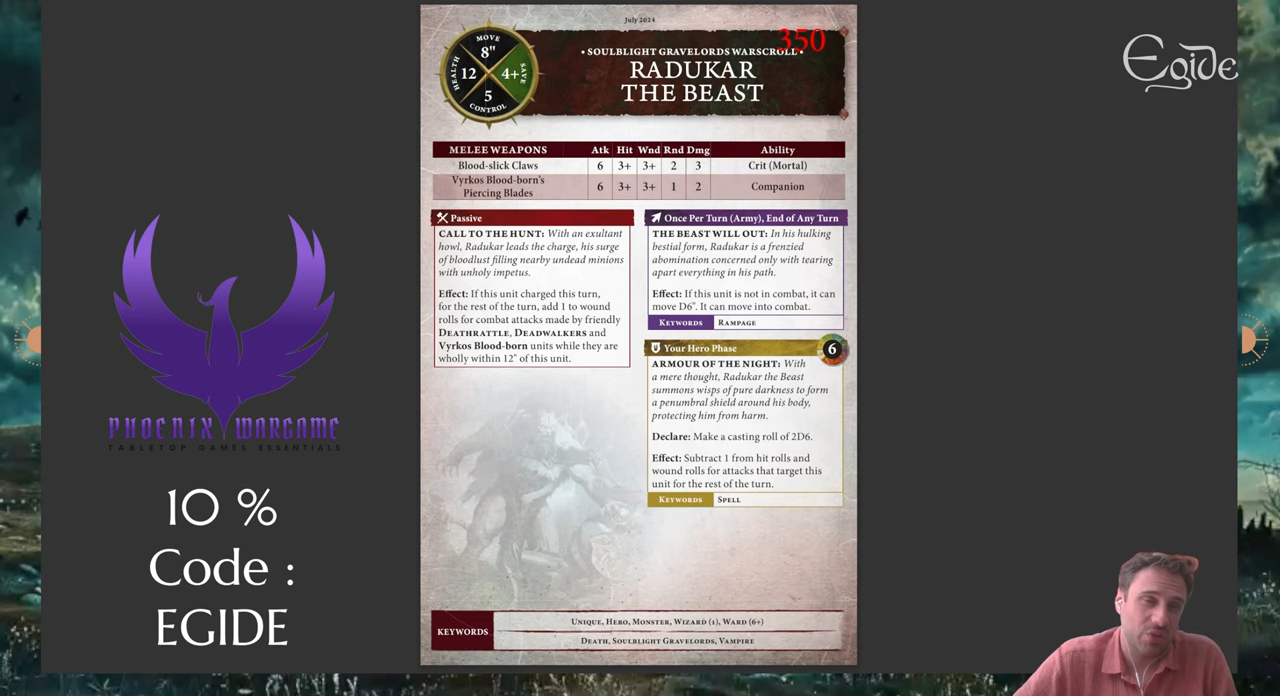 July 2024
350
• SOULBLIGHT GRAVELORDS WARSCROLL •
RADUKAR
THE BEAST
MOVE
8"
HEALTH
12
4+
SAVE
5
CONTROL
Egide
MELEE WEAPONS Atk Hit Wnd Rnd Dmg Ability
Blood-slick Claws 6 3+ 3+ 2 3 Crit (Mortal)
Vyrkos Blood-born's
Piercing Blades 6 3+ 3+ 1 2 Companion
Passive
CALL TO THE HUNT: With an exultant
howl, Radukar leads the charge, his surge
of bloodlust filling nearby undead minions
with unholy impetus.
Effect: If this unit charged this turn,
for the rest of the turn, add 1 to wound
rolls for combat attacks made by friendly
DEATHRATTLE, DEADWALKERS and
Vyrkos Blood-born units while they are
wholly within 12" of this unit.
Once Per Turn (Army), End of Any Turn
THE BEAST WILL OUT: In his hulking
bestial form, Radukar is a frenzied
abomination concerned only with tearing
apart everything in his path.
Effect: If this unit is not in combat, it can
move D6". It can move into combat.
KEYWORDS RAMPAGE
Your Hero Phase 6
ARMOUR OF THE NIGHT: With
a mere thought, Radukar the Beast
summons wisps of pure darkness to form
a penumbral shield around his body,
protecting him from harm.
Declare: Make a casting roll of 2D6.
Effect: Subtract 1 from hit rolls and
wound rolls for attacks that target this
unit for the rest of the turn.
KEYWORDS SPELL
KEYWORDS
UNIQUE, HERO, MONSTER, WIZARD (1), WARD (6+)
DEATH, SOULBLIGHT GRAVELORDS, VAMPIRE
PHOENIX WARGAME
TABLETOP GAMES ESSENTIALS
10 %
Code :
EGIDE